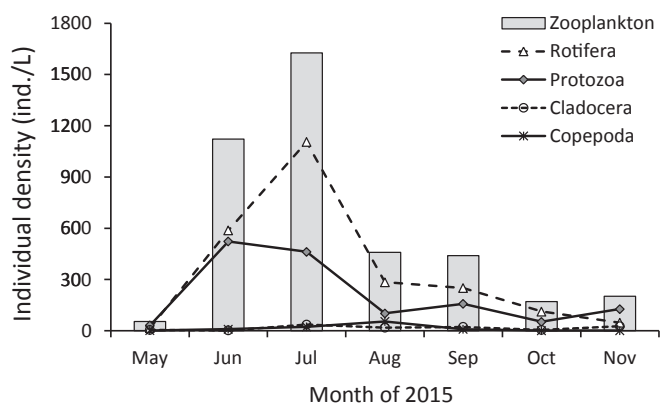 1800
1500
1200
900
600
300
0
Individual density (ind./L)
May Jun Jul Aug Sep Oct Nov
Month of 2015
Zooplankton
Rotifera
Protozoa
Cladocera
Copepoda